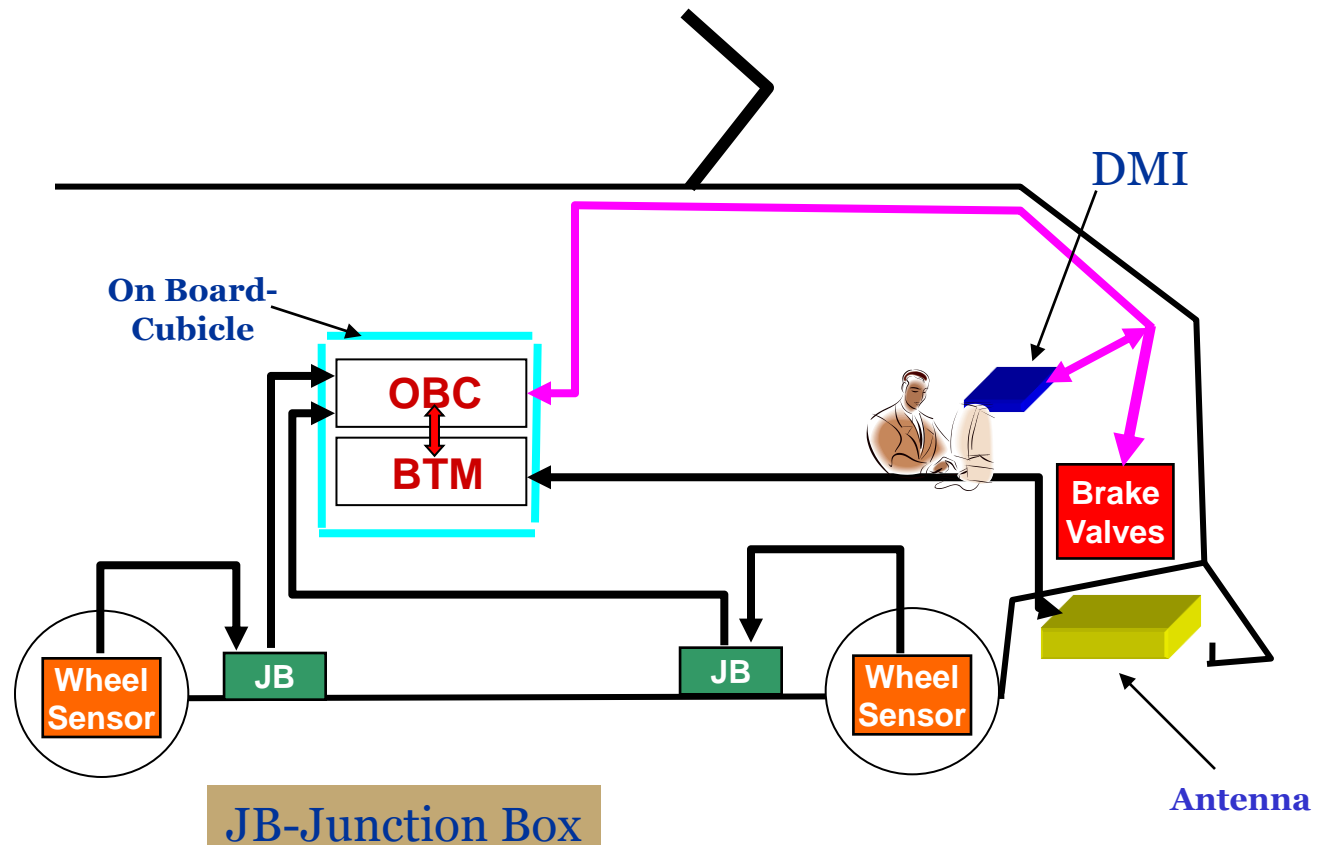 DMI
On Board-
Cubicle
OBC
BTM
Brake
Valves
Wheel
Sensor
JB
JB
Wheel
Sensor
Antenna
JB-Junction Box